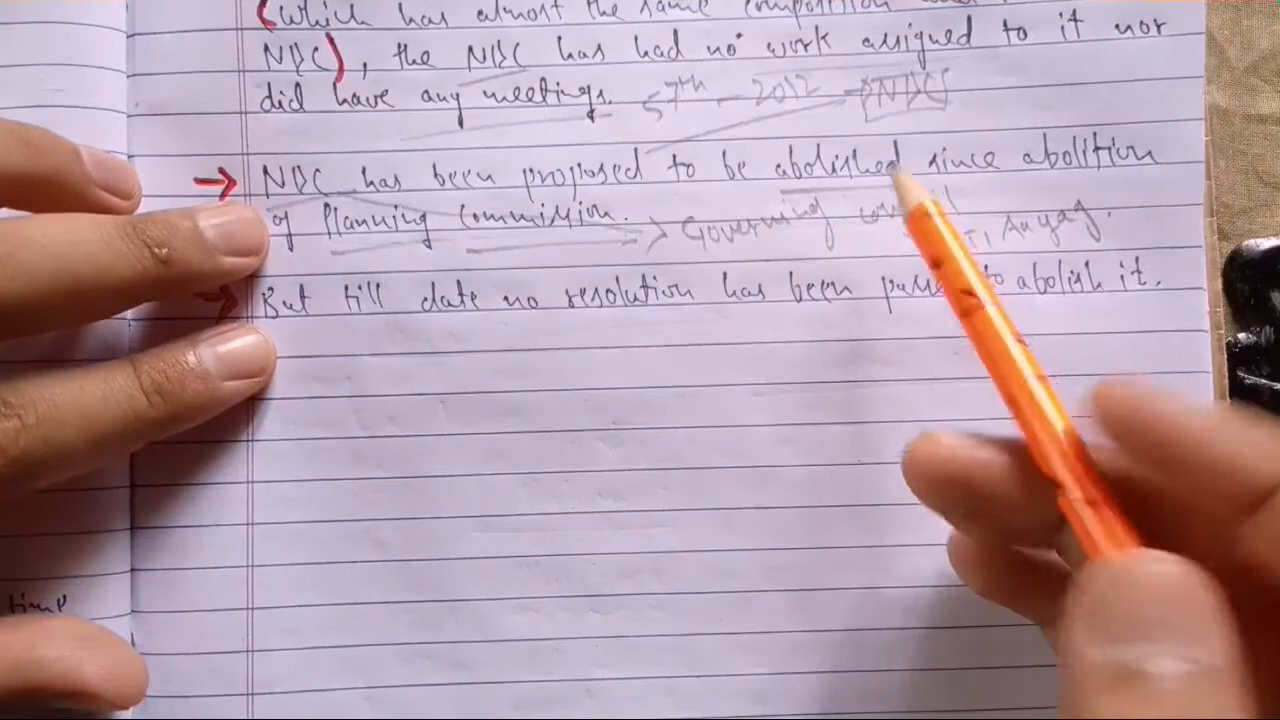 (which has almost the same composition
NDC), the NDC has had no work assigned to it nor
did have any meetings. 57th - 2012 → NDC
→ NDC has been proposed to be abolished since abolition
of Planning Commission. → Governing Aayog.
→ But till date no resolution has been to abolish it.
time